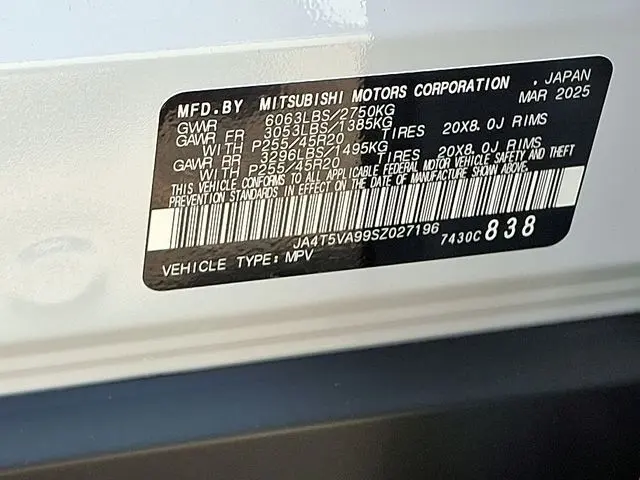 MFD.BY MITSUBISHI MOTORS CORPORATION . JAPAN
GVWR 6063LBS/2750KG MAR 2025
GAWR FR 3053LBS/1385KG
WITH P255/45R20 TIRES 20X8.0J RIMS
GAWR RR 3296LBS/1495KG
WITH P255/45R20 TIRES 20X8.0J RIMS
THIS VEHICLE CONFORMS TO ALL APPLICABLE FEDERAL MOTOR VEHICLE SAFETY AND THEFT
PREVENTION STANDARDS IN EFFECT ON THE DATE OF MANUFACTURE SHOWN ABOVE.
JA4T5VA99SZ027196 7430C 838
VEHICLE TYPE: MPV